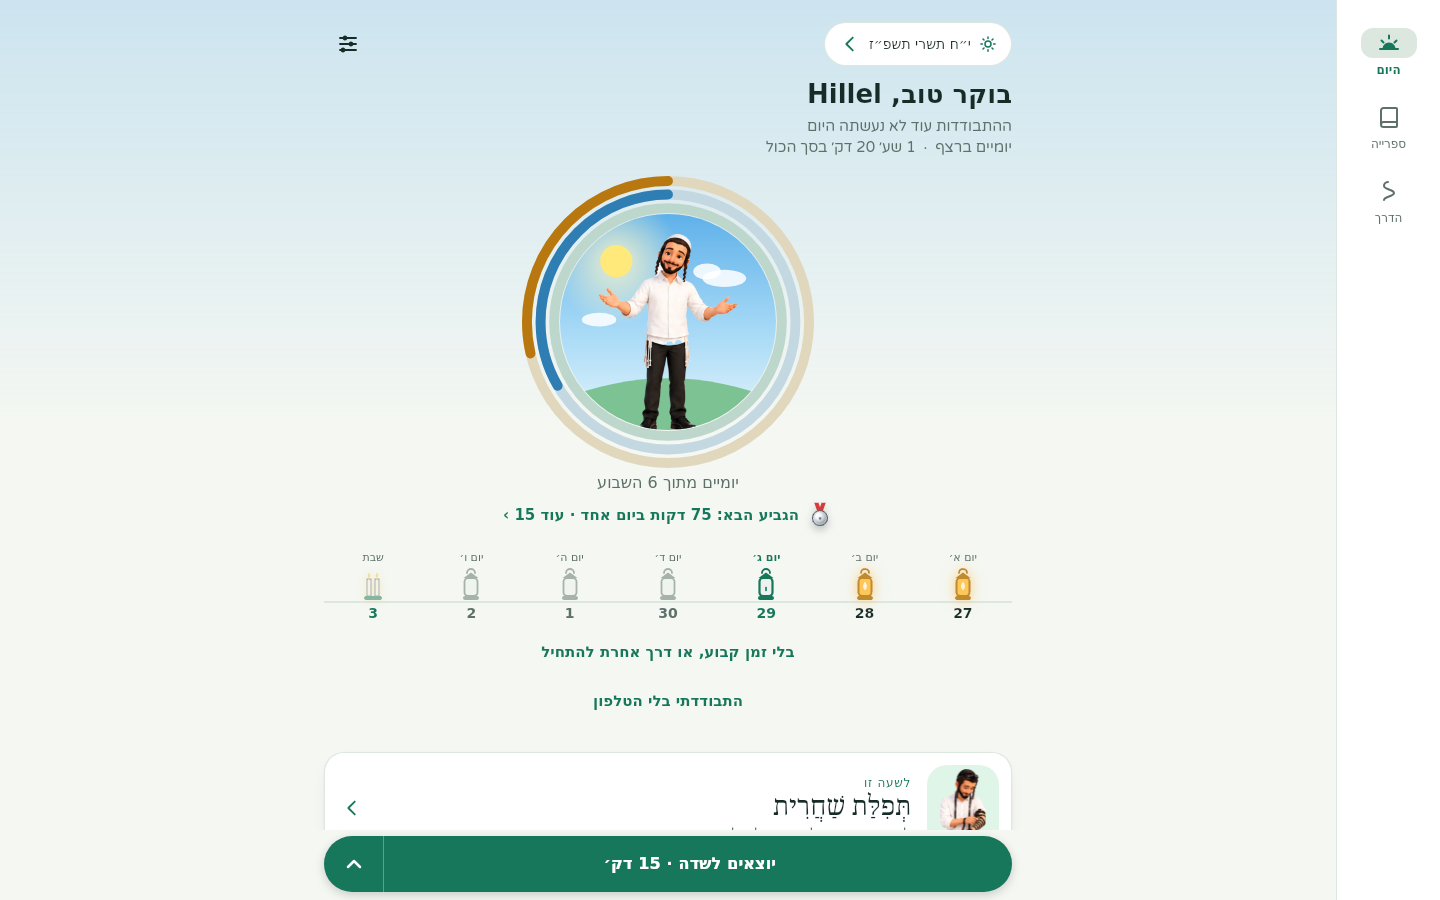 היום
ספרייה
הדרך
י״ח תשרי תשפ״ז
בוקר טוב, Hillel
ההתבודדות עוד לא נעשתה היום
יומיים ברצף · 1 שע׳ 20 דק׳ בסך הכול
יומיים מתוך 6 השבוע
הגביע הבא: 75 דקות ביום אחד · עוד 15 ›
יום א׳ יום ב׳ יום ג׳ יום ד׳ יום ה׳ יום ו׳ שבת
27 28 29 30 1 2 3
בלי זמן קבוע, או דרך אחרת להתחיל
התבודדתי בלי הטלפון
לשעה זו
תְּפִלַּת שַׁחֲרִית
יוצאים לשדה · 15 דק׳